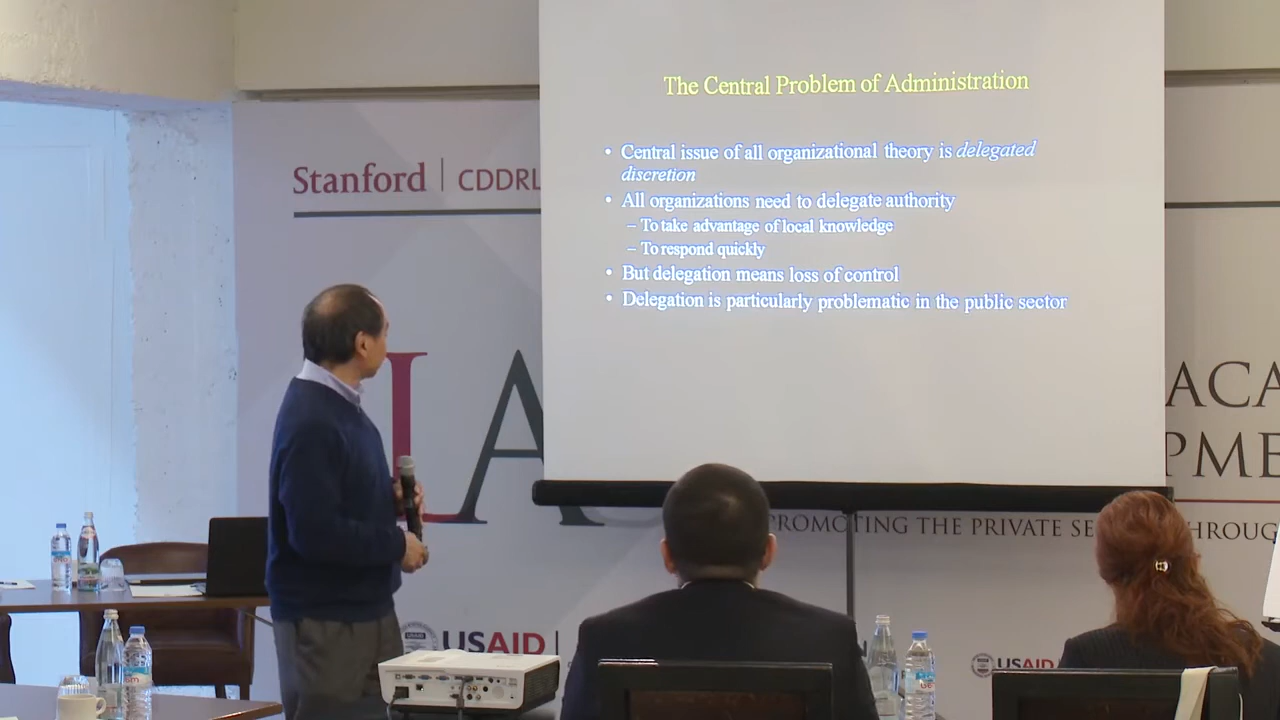 The Central Problem of Administration
• Central issue of all organizational theory is delegated
discretion
• All organizations need to delegate authority
– To take advantage of local knowledge
– To respond quickly
• But delegation means loss of control
• Delegation is particularly problematic in the public sector
Stanford | CDDRL
LA
ACA
PME
PROMOTING THE PRIVATE SE
HROUG
USAID
USAID